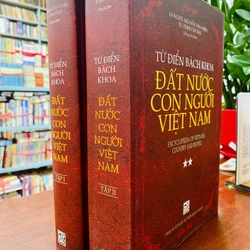 TỪ ĐIỂN
BÁCH KHOA
ĐẤT NƯỚC
CON NGƯỜI
VIỆT NAM
TẬP I
TỪ ĐIỂN
BÁCH KHOA
ĐẤT NƯỚC
CON NGƯỜI
VIỆT NAM
TẬP II
TỪ ĐIỂN BÁCH KHOA
ĐẤT NƯỚC
CON NGƯỜI
VIỆT NAM
ENCYCLOPEDIA OF VIETNAM
COUNTRY AND PEOPLE